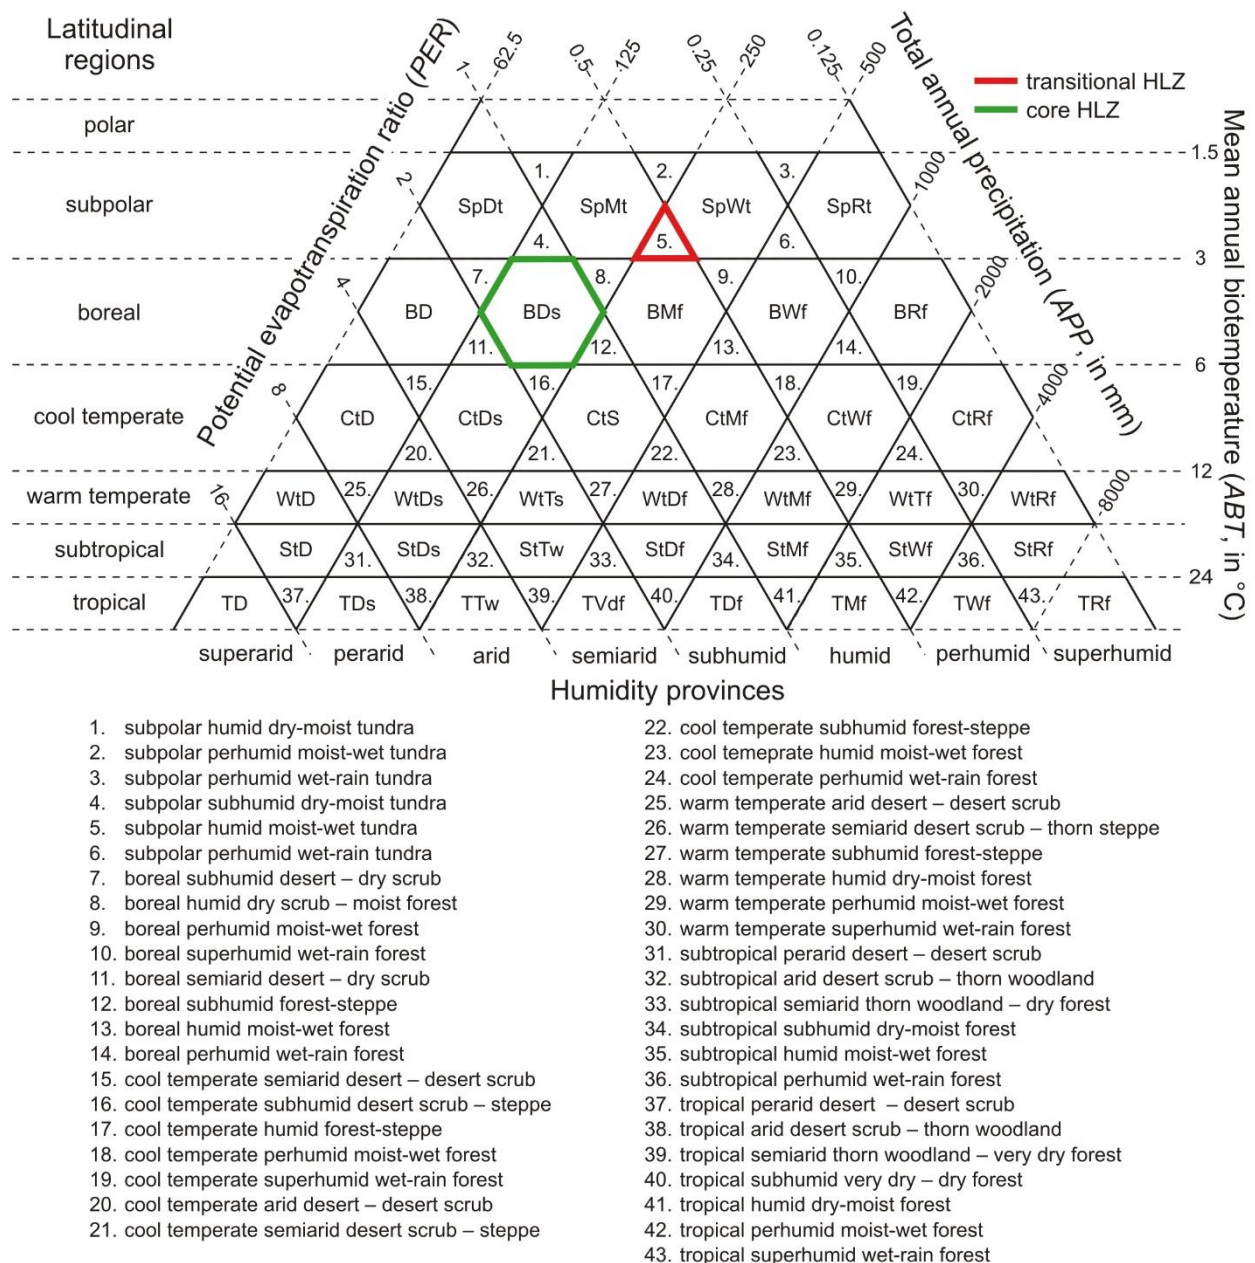 Latitudinal
regions
Potential evapotranspiration ratio (PER)
1
62.5
0.5
125
0.25
250
0.125
500
Total annual precipitation (APP, in mm)
transitional HLZ
core HLZ
Mean annual biotemperature (ABT, in °C)
polar
1.5
2
1. 2. 3.
1000
subpolar
SpDt SpMt SpWt SpRt
4. 5. 6.
3
4
7. 8. 9. 10.
2000
boreal
BD BDs BMf BWf BRf
11. 12. 13. 14.
6
8
15. 16. 17. 18. 19.
4000
cool temperate
CtD CtDs CtS CtMf CtWf CtRf
20. 21. 22. 23. 24.
12
16
warm temperate
WtD 25. WtDs 26. WtTs 27. WtDf 28. WtMf 29. WtTf 30. WtRf
8000
subtropical
StD StDs StTw StDf StMf StWf StRf
31. 32. 33. 34. 35. 36.
24
tropical
TD 37. TDs 38. TTw 39. TVdf 40. TDf 41. TMf 42. TWf 43. TRf
superarid perarid arid semiarid subhumid humid perhumid superhumid
Humidity provinces
1. subpolar humid dry-moist tundra
2. subpolar perhumid moist-wet tundra
3. subpolar perhumid wet-rain tundra
4. subpolar subhumid dry-moist tundra
5. subpolar humid moist-wet tundra
6. subpolar perhumid wet-rain tundra
7. boreal subhumid desert – dry scrub
8. boreal humid dry scrub – moist forest
9. boreal perhumid moist-wet forest
10. boreal superhumid wet-rain forest
11. boreal semiarid desert – dry scrub
12. boreal subhumid forest-steppe
13. boreal humid moist-wet forest
14. boreal perhumid wet-rain forest
15. cool temperate semiarid desert – desert scrub
16. cool temperate subhumid desert scrub – steppe
17. cool temperate humid forest-steppe
18. cool temperate perhumid moist-wet forest
19. cool temperate superhumid wet-rain forest
20. cool temperate arid desert – desert scrub
21. cool temperate semiarid desert scrub – steppe
22. cool temperate subhumid forest-steppe
23. cool temeprate humid moist-wet forest
24. cool temperate perhumid wet-rain forest
25. warm temperate arid desert – desert scrub
26. warm temperate semiarid desert scrub – thorn steppe
27. warm temperate subhumid forest-steppe
28. warm temperate humid dry-moist forest
29. warm temperate perhumid moist-wet forest
30. warm temperate superhumid wet-rain forest
31. subtropical perarid desert – desert scrub
32. subtropical arid desert scrub – thorn woodland
33. subtropical semiarid thorn woodland – dry forest
34. subtropical subhumid dry-moist forest
35. subtropical humid moist-wet forest
36. subtropical perhumid wet-rain forest
37. tropical perarid desert – desert scrub
38. tropical arid desert scrub – thorn woodland
39. tropical semiarid thorn woodland – very dry forest
40. tropical subhumid very dry – dry forest
41. tropical humid dry-moist forest
42. tropical perhumid moist-wet forest
43. tropical superhumid wet-rain forest